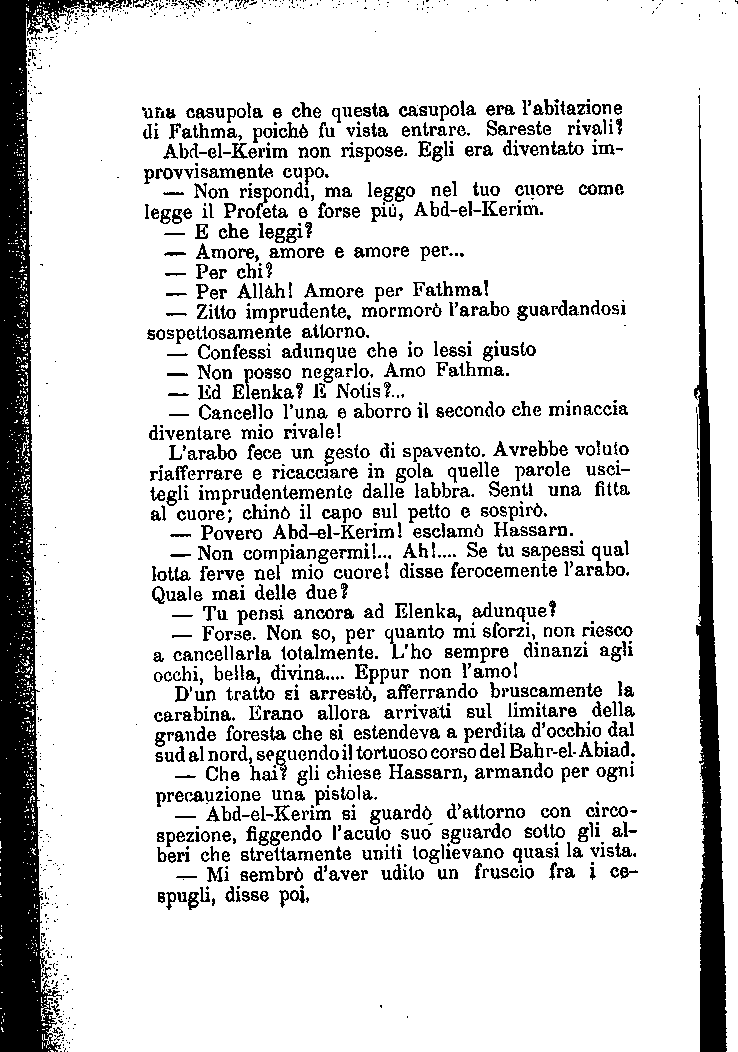 una casupola e che questa casupola era l'abitazione
di Fathma, poichè fu vista entrare. Sareste rivali?
Abd-el-Kerim non rispose. Egli era diventato im-
provvisamente cupo.
— Non rispondi, ma leggo nel tuo cuore come
legge il Profeta e forse più, Abd-el-Kerim.
— E che leggi?
— Amore, amore e amore per...
— Per chi?
— Per Allàh! Amore per Fathma!
— Zitto imprudente, mormorò l'arabo guardandosi
sospettosamente attorno.
— Confessi adunque che io lessi giusto
— Non posso negarlo. Amo Fathma.
— Ed Elenka? E Notis?...
— Cancello l'una e aborro il secondo che minaccia
diventare mio rivale!
L'arabo fece un gesto di spavento. Avrebbe voluto
riafferrare e ricacciare in gola quelle parole usci-
tegli imprudentemente dalle labbra. Sentì una fitta
al cuore; chinò il capo sul petto e sospirò.
— Povero Abd-el-Kerim! esclamò Hassarn.
— Non compiangermi!... Ah!.... Se tu sapessi qual
lotta ferve nel mio cuore! disse ferocemente l'arabo.
Quale mai delle due?
— Tu pensi ancora ad Elenka, adunque?
— Forse. Non so, per quanto mi sforzi, non riesco
a cancellarla totalmente. L'ho sempre dinanzi agli
occhi, bella, divina.... Eppur non l'amo!
D'un tratto si arrestò, afferrando bruscamente la
carabina. Erano allora arrivati sul limitare della
grande foresta che si estendeva a perdita d'occhio dal
sud al nord, seguendo il tortuoso corso del Bahr-el-Abiad.
— Che hai? gli chiese Hassarn, armando per ogni
precauzione una pistola.
— Abd-el-Kerim si guardò d'attorno con circo-
spezione, figgendo l'acuto suo sguardo sotto gli al-
beri che strettamente uniti toglievano quasi la vista.
— Mi sembrò d'aver udito un fruscio fra i ce-
spugli, disse poi.